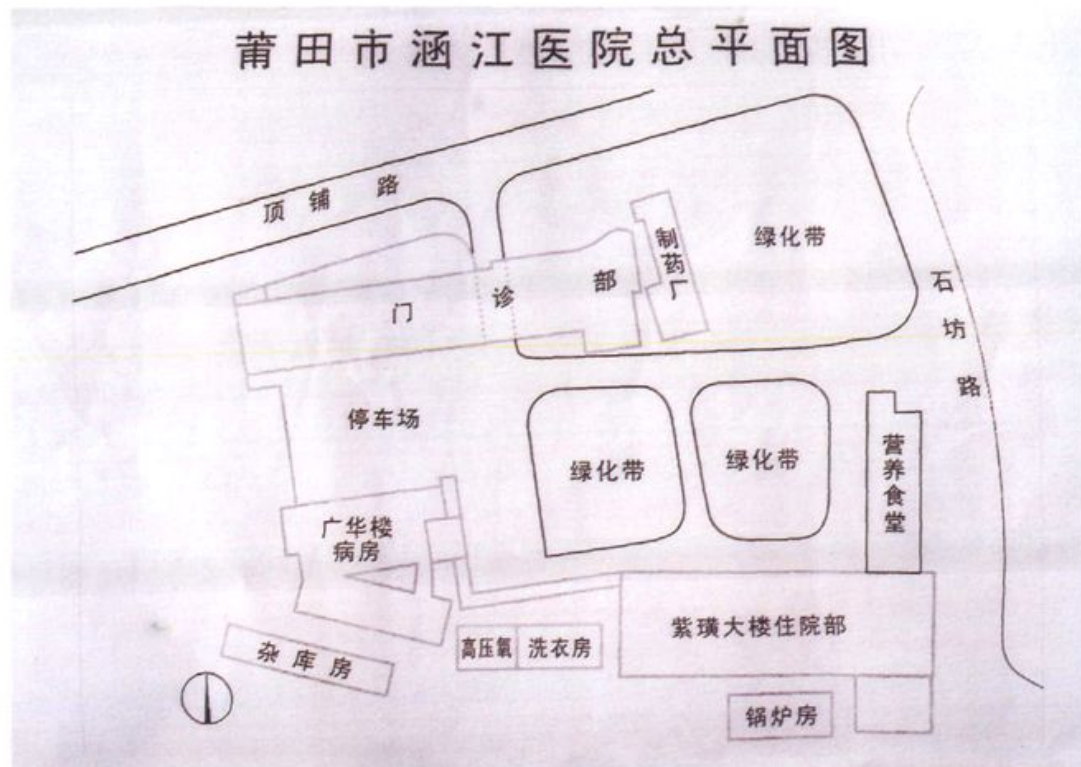 莆田市涵江医院总平面图
顶铺路
制药厂
绿化带
门诊部
石坊路
停车场
绿化带
绿化带
营养食堂
广华楼
病房
紫璜大楼住院部
高压氧
洗衣房
杂库房
锅炉房